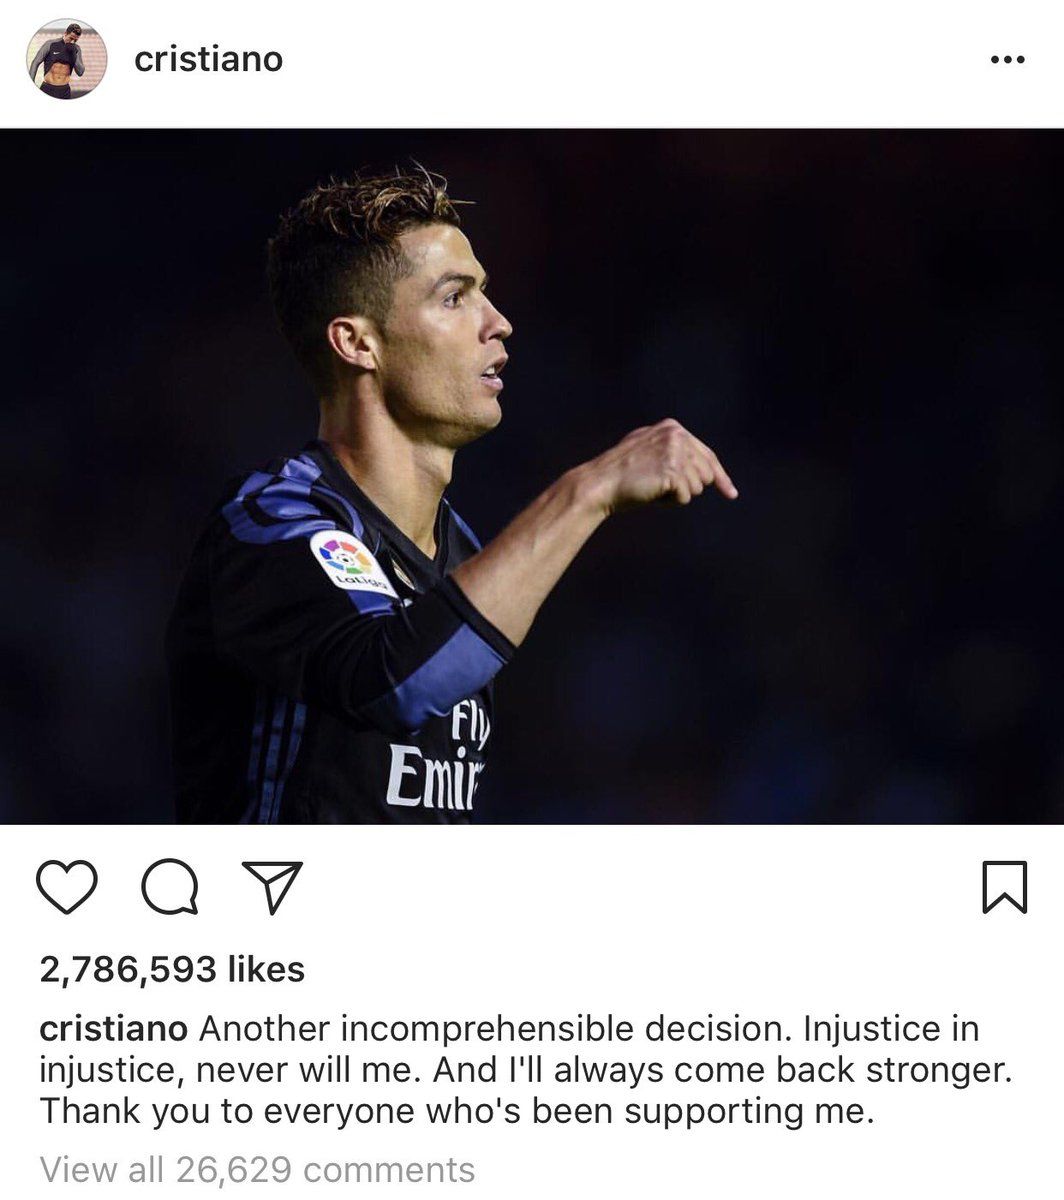 cristiano
LaLiga
Fly
Emir
2,786,593 likes
cristiano Another incomprehensible decision. Injustice in
injustice, never will me. And I'll always come back stronger.
Thank you to everyone who's been supporting me.
View all 26,629 comments